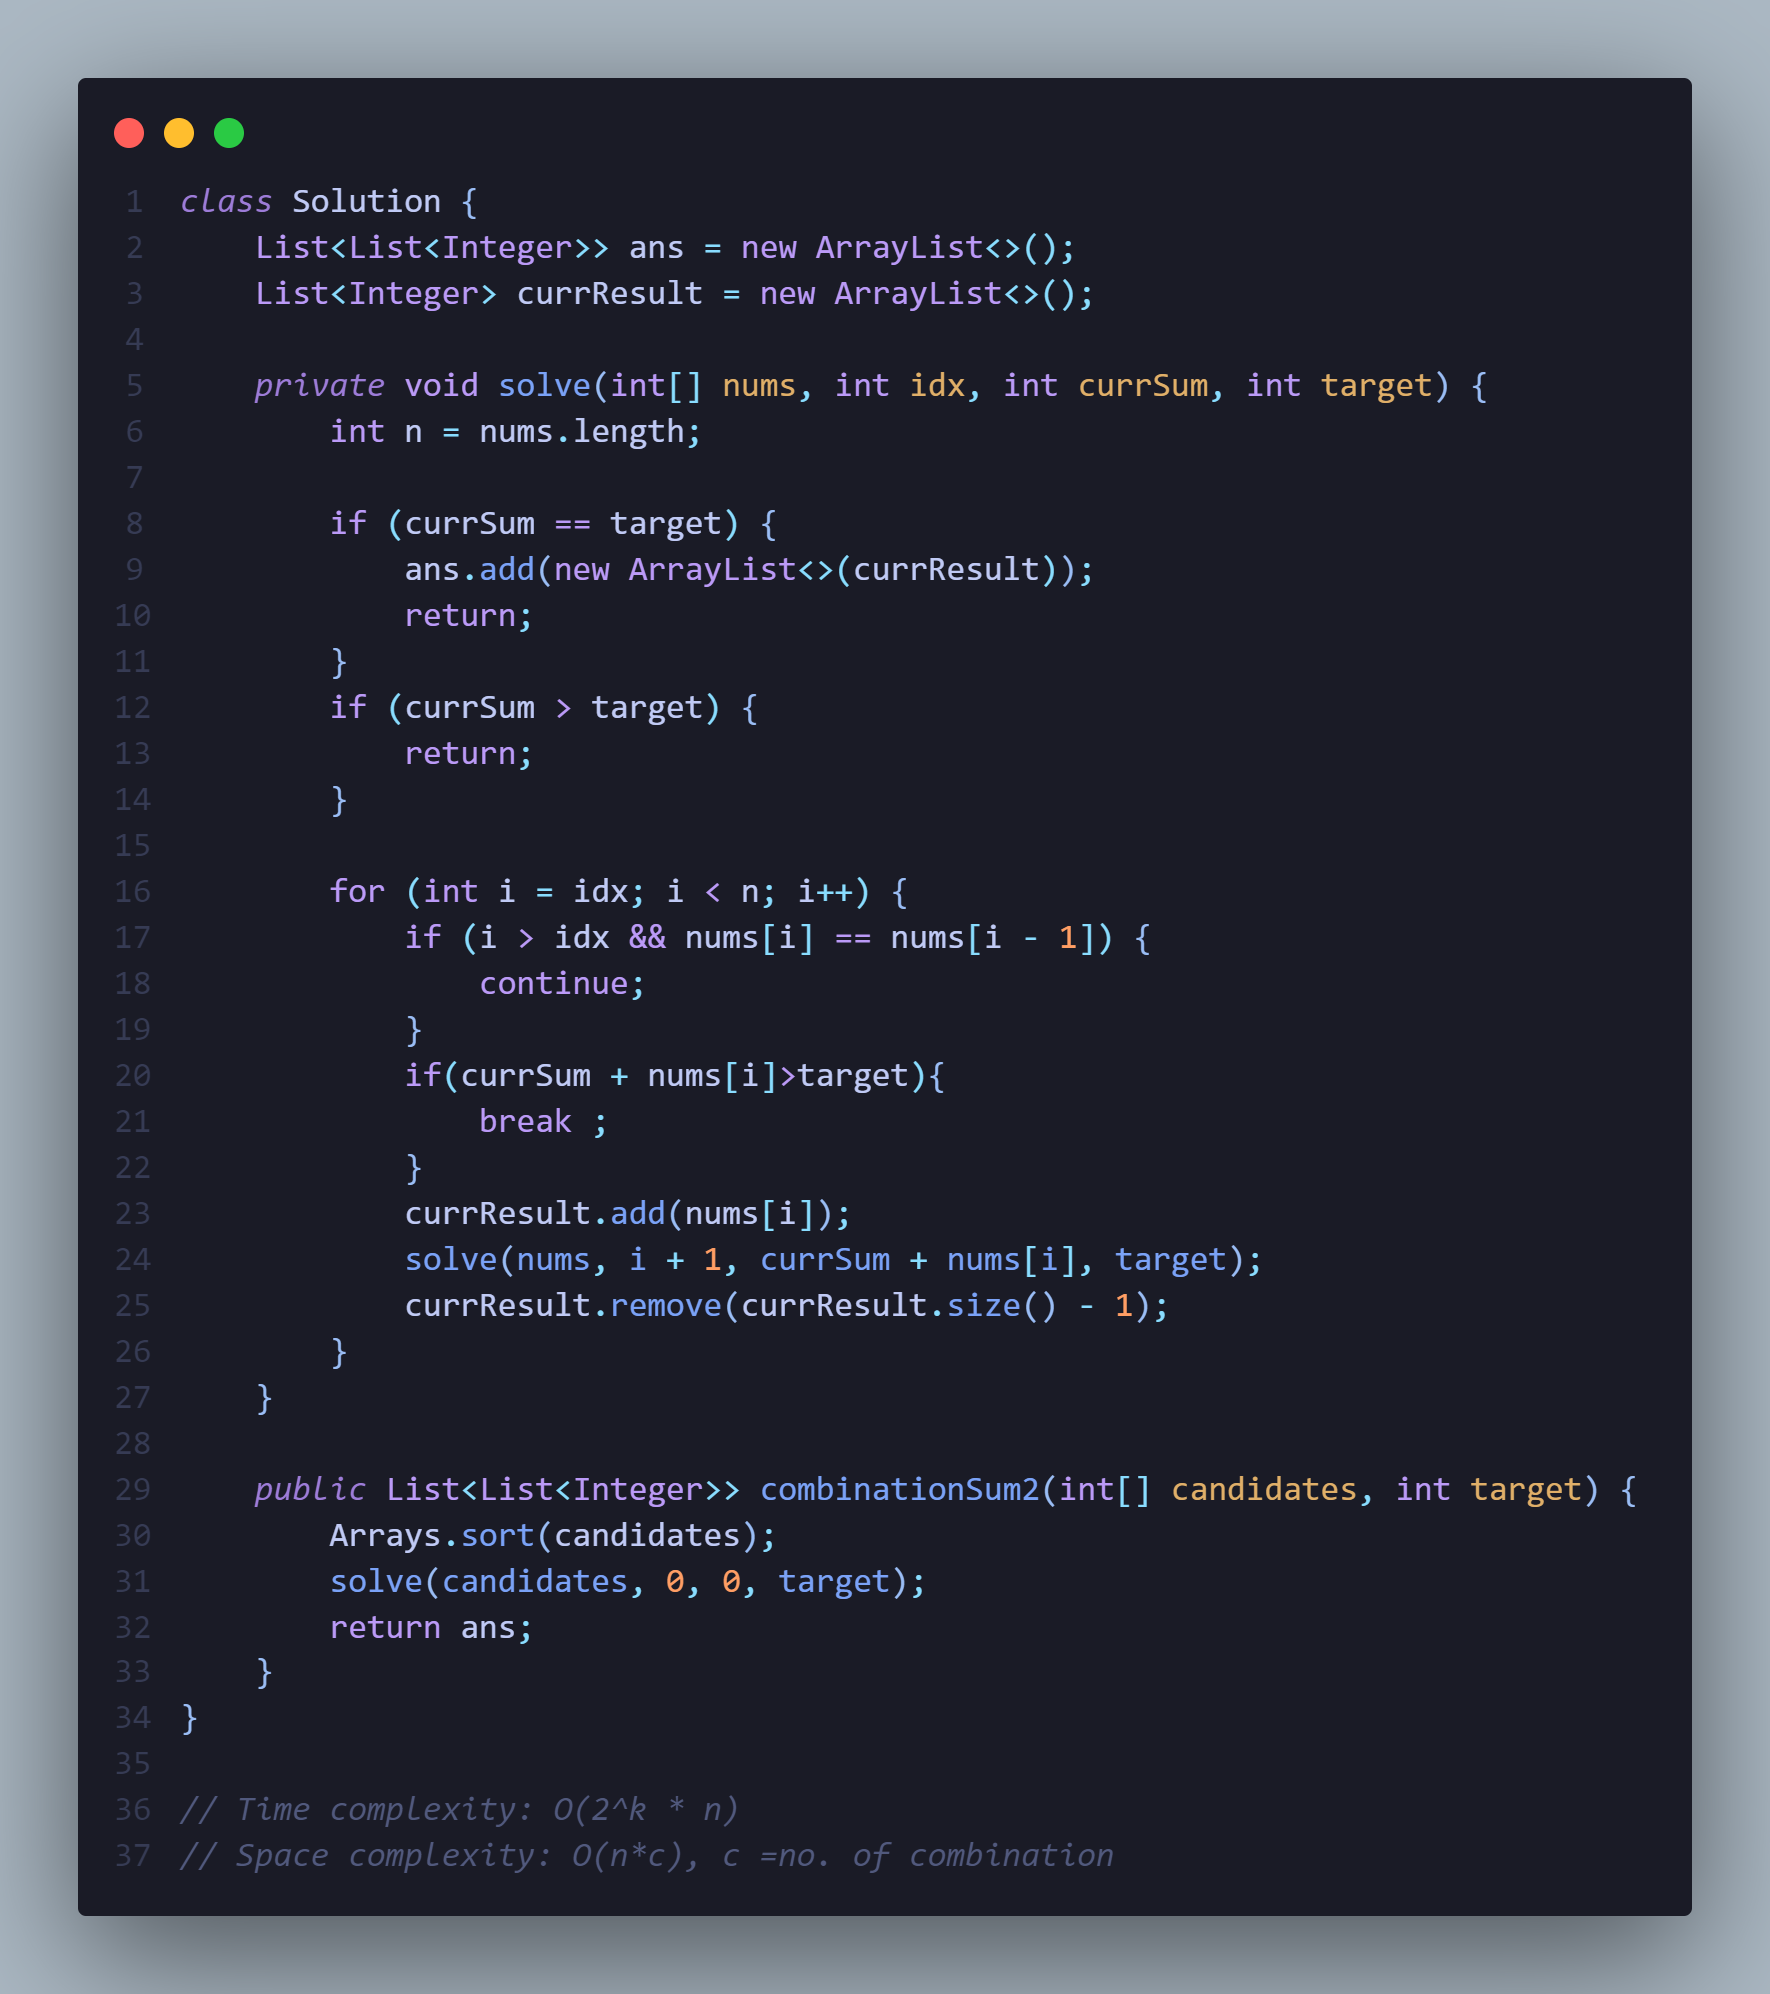 1 class Solution {
2     List<List<Integer>> ans = new ArrayList<>();
3     List<Integer> currResult = new ArrayList<>();
4
5     private void solve(int[] nums, int idx, int currSum, int target) {
6         int n = nums.length;
7
8         if (currSum == target) {
9             ans.add(new ArrayList<>(currResult));
10             return;
11         }
12         if (currSum > target) {
13             return;
14         }
15
16         for (int i = idx; i < n; i++) {
17             if (i > idx && nums[i] == nums[i - 1]) {
18                 continue;
19             }
20             if(currSum + nums[i]>target){
21                 break ;
22             }
23             currResult.add(nums[i]);
24             solve(nums, i + 1, currSum + nums[i], target);
25             currResult.remove(currResult.size() - 1);
26         }
27     }
28
29     public List<List<Integer>> combinationSum2(int[] candidates, int target) {
30         Arrays.sort(candidates);
31         solve(candidates, 0, 0, target);
32         return ans;
33     }
34 }
35
36 // Time complexity: O(2^k * n)
37 // Space complexity: O(n*c), c =no. of combination